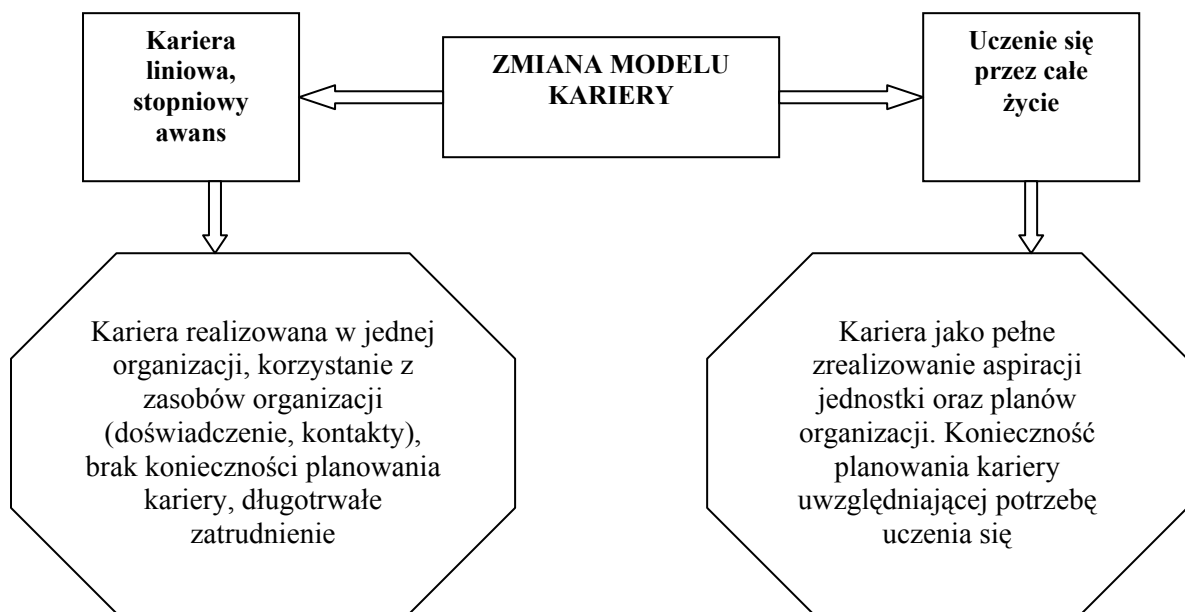 Kariera
liniowa,
stopniowy
awans
ZMIANA MODELU
KARIERY
Uczenie się
przez całe
życie
Kariera realizowana w jednej
organizacji, korzystanie z
zasobów organizacji
(doświadczenie, kontakty),
brak konieczności planowania
kariery, długotrwałe
zatrudnienie
Kariera jako pełne
zrealizowanie aspiracji
jednostki oraz planów
organizacji. Konieczność
planowania kariery
uwzględniającej potrzebę
uczenia się